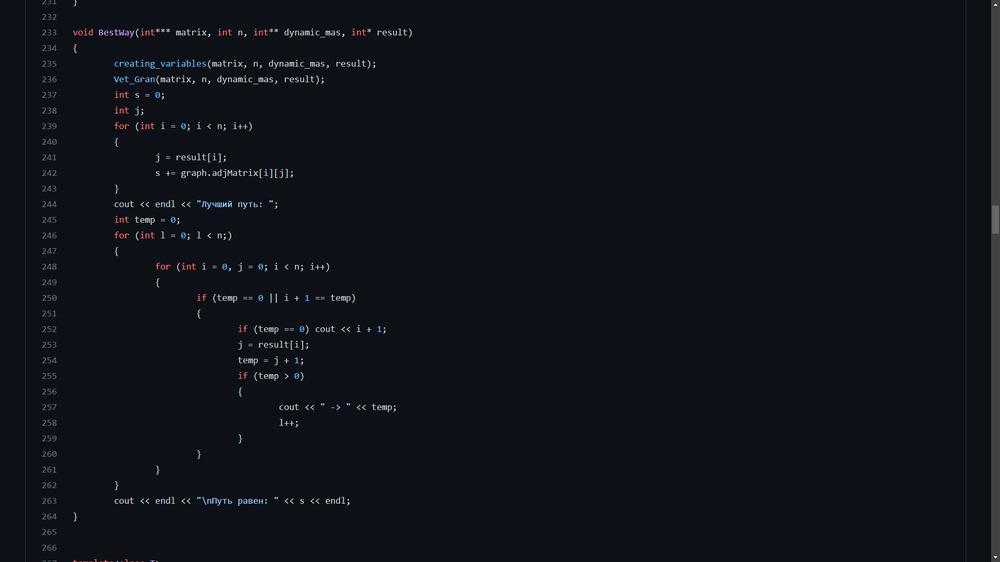 231 }
232
233 void BestWay(int*** matrix, int n, int** dynamic_mas, int* result)
234 {
235 creating_variables(matrix, n, dynamic_mas, result);
236 Vet_Gran(matrix, n, dynamic_mas, result);
237 int s = 0;
238 int j;
239 for (int i = 0; i < n; i++)
240 {
241 j = result[i];
242 s += graph.adjMatrix[i][j];
243 }
244 cout << endl << "Лучший путь: ";
245 int temp = 0;
246 for (int l = 0; l < n;)
247 {
248 for (int i = 0, j = 0; i < n; i++)
249 {
250 if (temp == 0 || i + 1 == temp)
251 {
252 if (temp == 0) cout << i + 1;
253 j = result[i];
254 temp = j + 1;
255 if (temp > 0)
256 {
257 cout << " -> " << temp;
258 l++;
259 }
260 }
261 }
262 }
263 cout << endl << "\nПуть равен: " << s << endl;
264 }
265
266
267 template<class T>